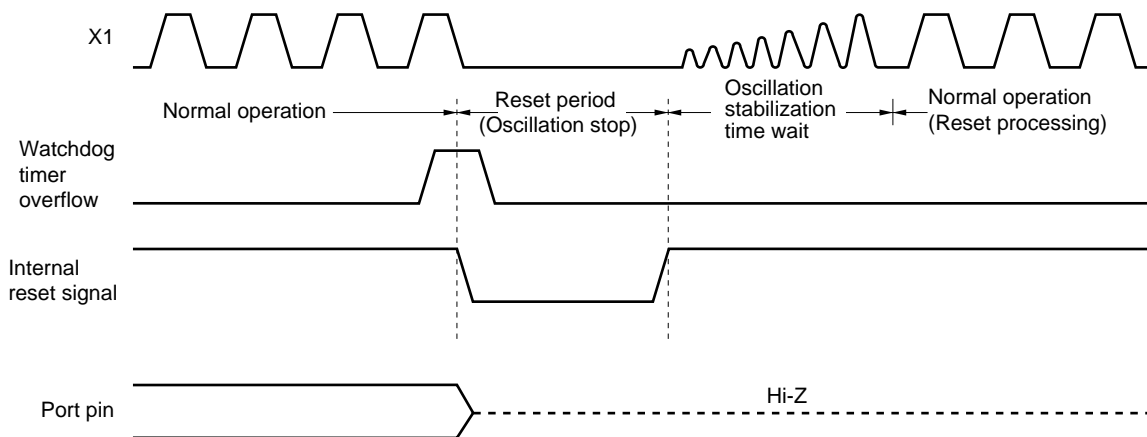 X1
Normal operation
Reset period
(Oscillation stop)
Oscillation
stabilization
time wait
Normal operation
(Reset processing)
Watchdog
timer
overflow
Internal
reset signal
Port pin
Hi-Z